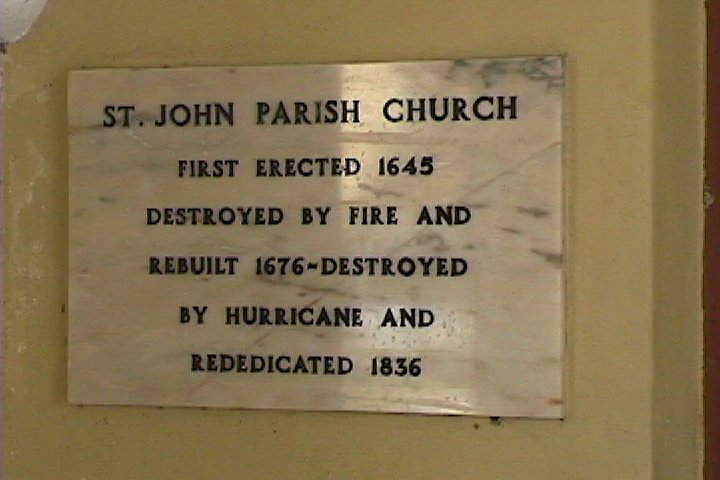 ST. JOHN PARISH CHURCH
FIRST ERECTED 1645
DESTROYED BY FIRE AND
REBUILT 1676~DESTROYED
BY HURRICANE AND
REDEDICATED 1836